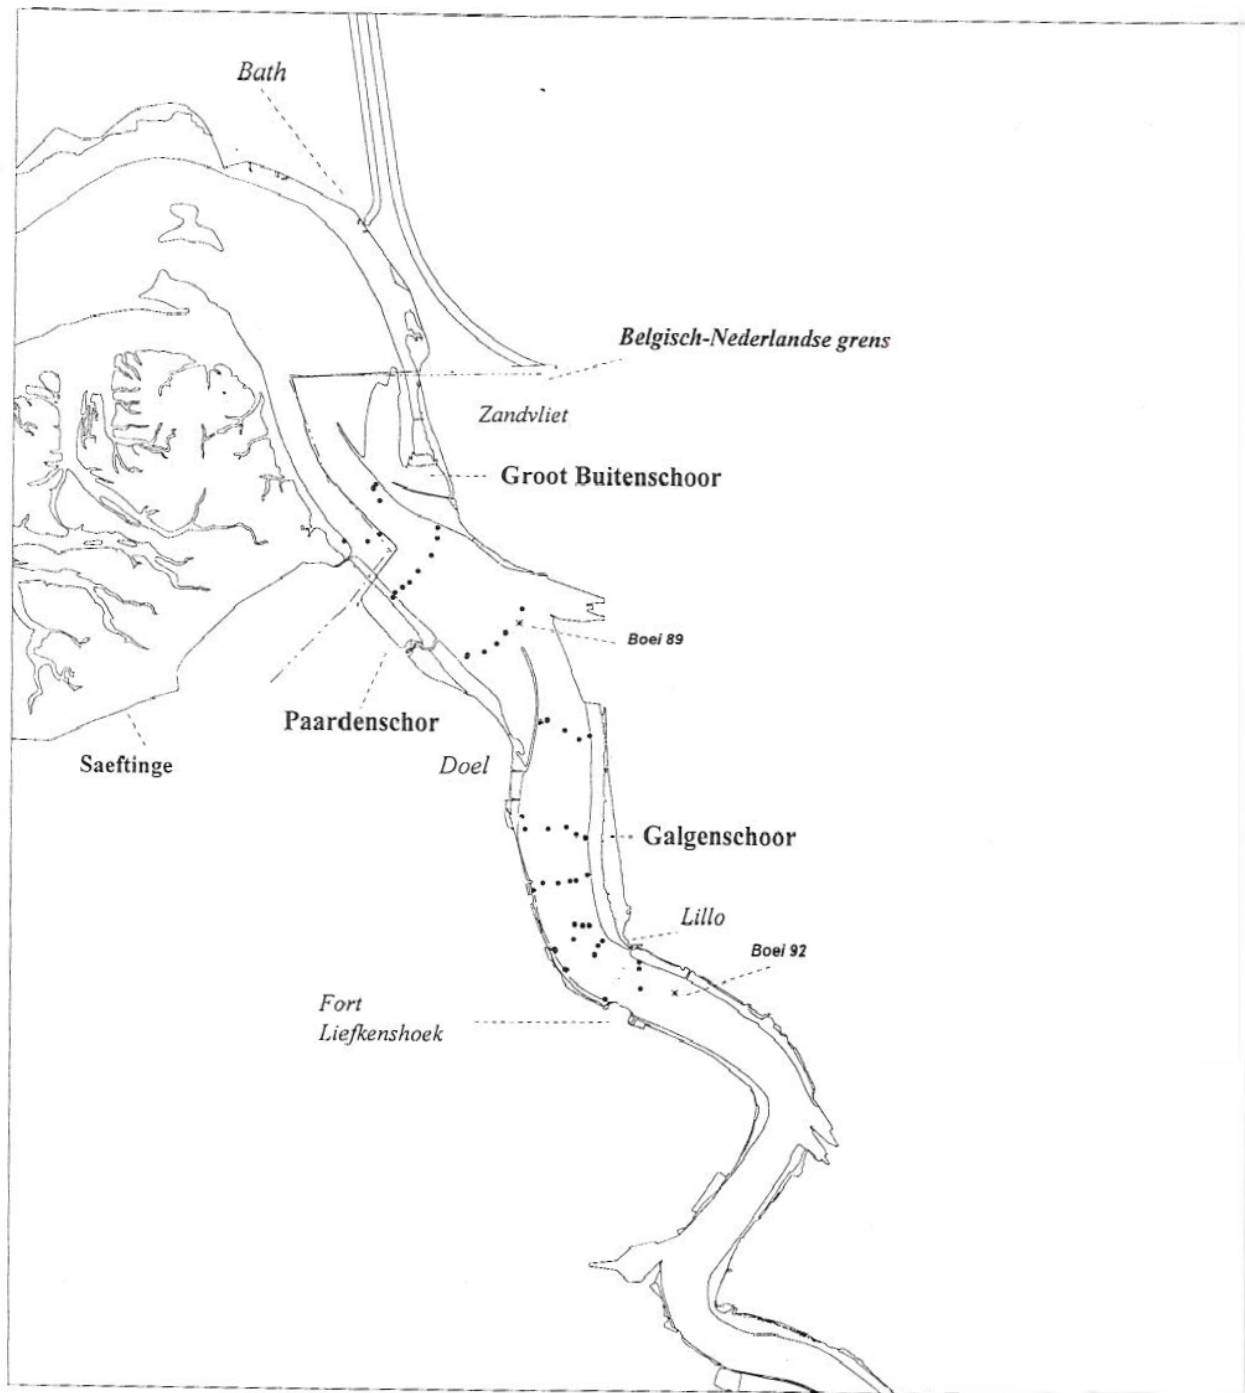 Bath
Belgisch-Nederlandse grens
Zandvliet
Groot Buitenschoor
Boei 89
Paardenschor
Saeftinge
Doel
Galgenschoor
Lillo
Boei 92
Fort
Liefkenshoek